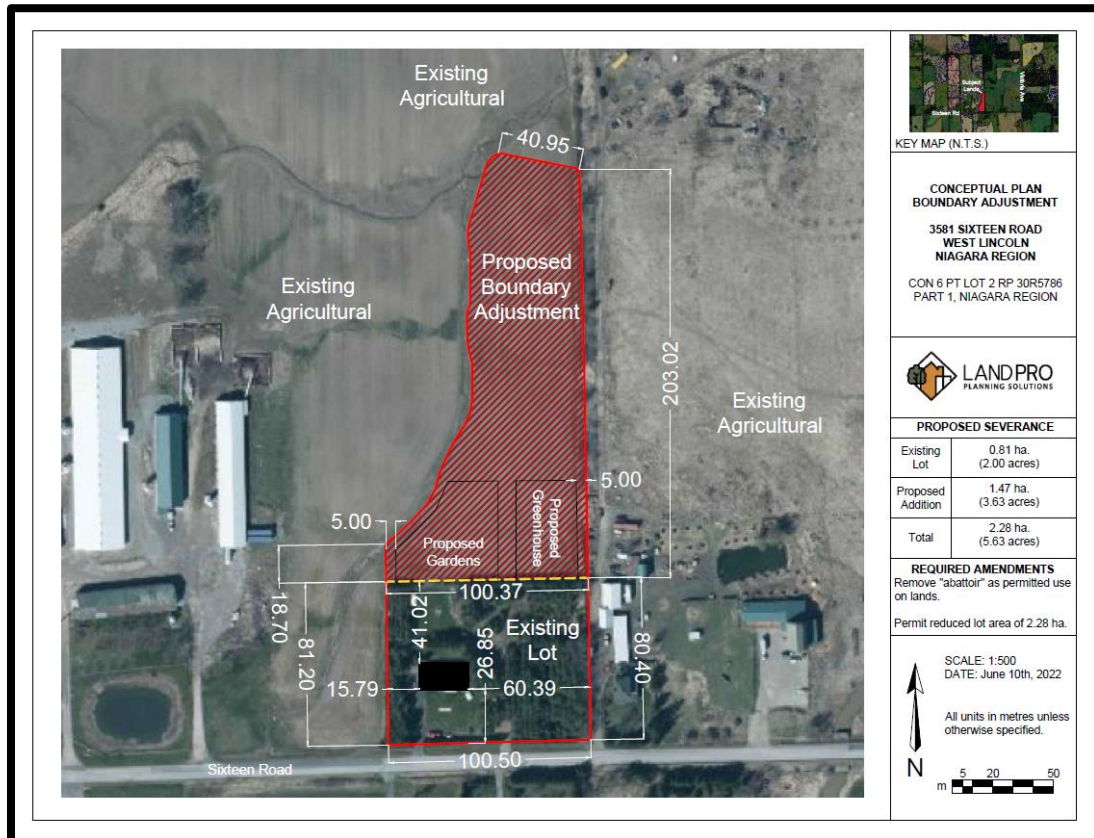 Existing
Agricultural
40.95
Proposed
Boundary
Adjustment
Existing
Agricultural
203.02
Existing
Agricultural
5.00
5.00
Proposed
Gardens
Proposed
Greenhouse
100.37
18.70
81.20
41.02
26.85
Existing
Lot
80.40
15.79
60.39
100.50
Sixteen Road
Subject
Lands
Victoria Ave
Sixteen Rd
KEY MAP (N.T.S.)
CONCEPTUAL PLAN
BOUNDARY ADJUSTMENT
3581 SIXTEEN ROAD
WEST LINCOLN
NIAGARA REGION
CON 6 PT LOT 2 RP 30R5786
PART 1, NIAGARA REGION
LANDPRO
PLANNING SOLUTIONS
PROPOSED SEVERANCE
Existing
Lot
0.81 ha.
(2.00 acres)
Proposed
Addition
1.47 ha.
(3.63 acres)
Total
2.28 ha.
(5.63 acres)
REQUIRED AMENDMENTS
Remove "abattoir" as permitted use
on lands.
Permit reduced lot area of 2.28 ha.
SCALE: 1:500
DATE: June 10th, 2022
All units in metres unless
otherwise specified.
N
5 20 50
m